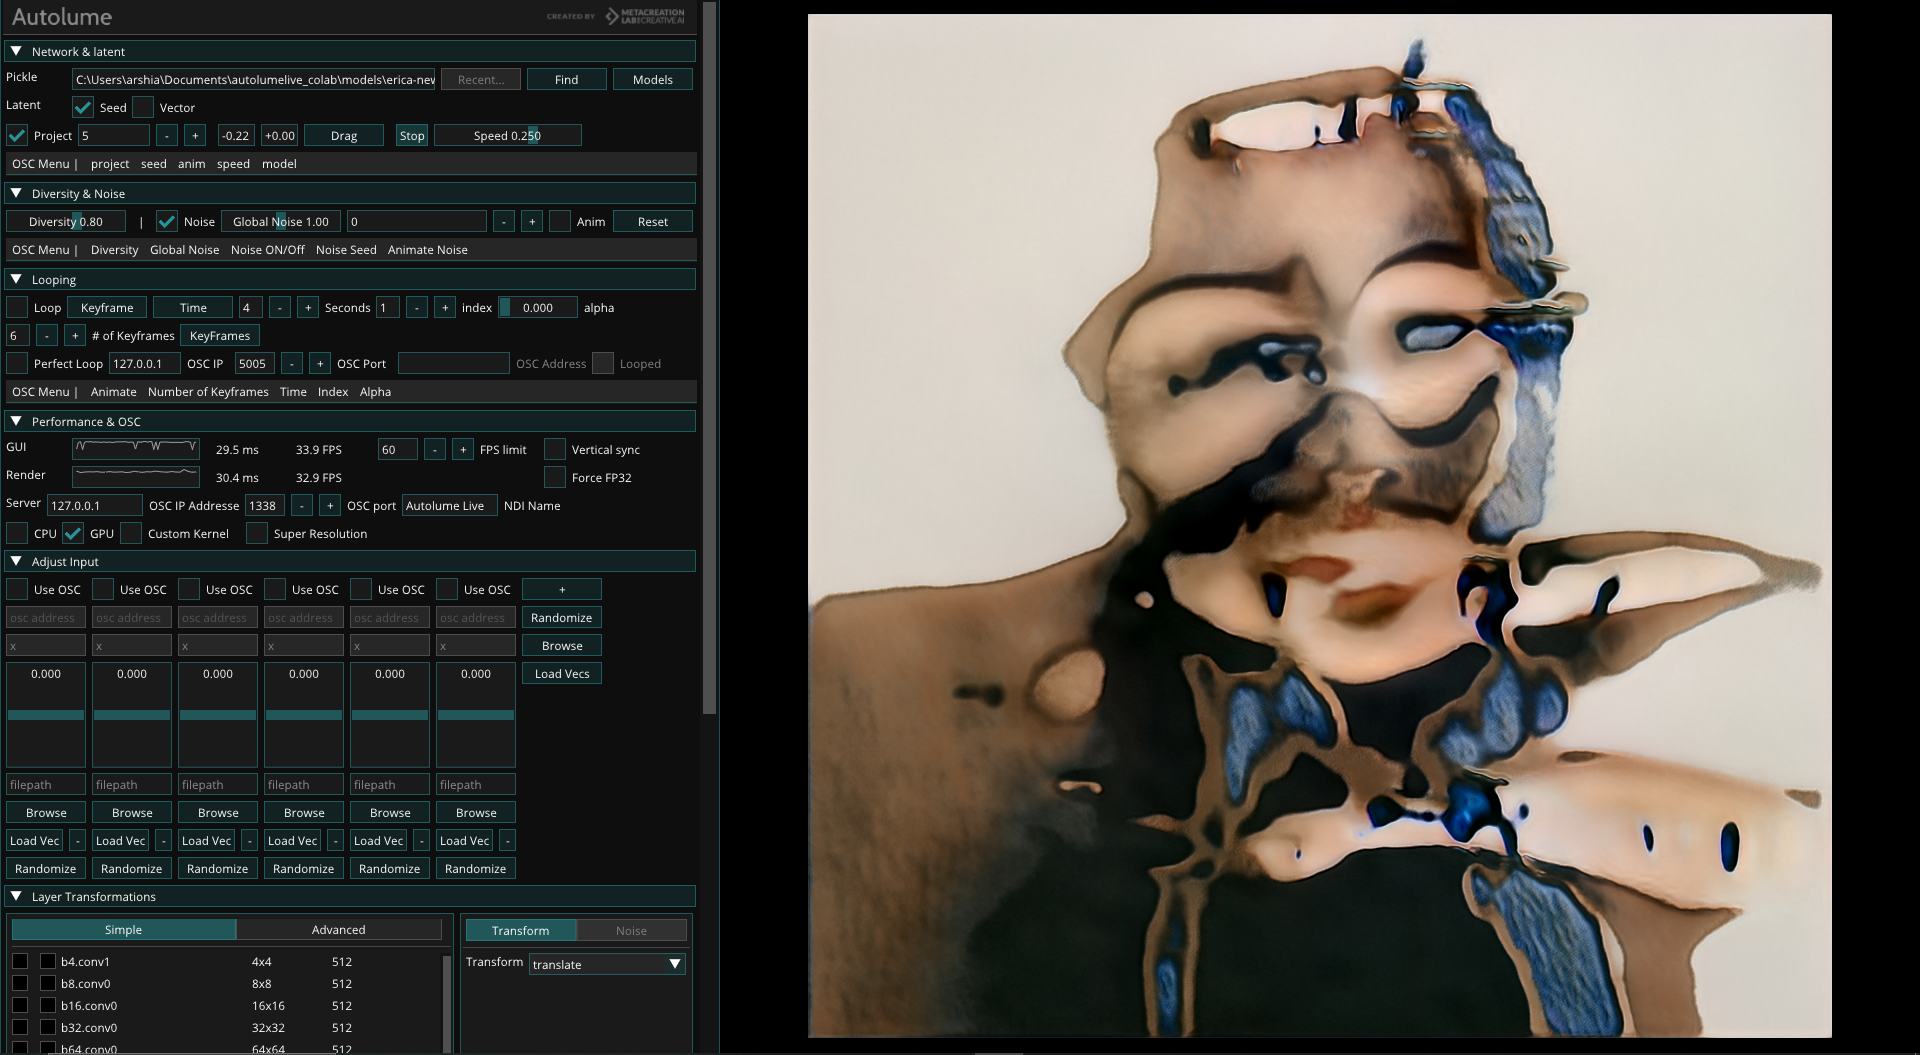 Autolume CREATED BY METACREATION LAB FOR CREATIVE AI
Network & latent
Pickle C:\Users\arshia\Documents\autolumelive_colab\models\erica-new Recent... Find Models
Latent Seed Vector
Project 5 - + -0.22 +0.00 Drag Stop Speed 0.250
OSC Menu | project seed anim speed model
Diversity & Noise
Diversity 0.80 | Noise Global Noise 1.00 0 - + Anim Reset
OSC Menu | Diversity Global Noise Noise ON/Off Noise Seed Animate Noise
Looping
Loop Keyframe Time 4 - + Seconds 1 - + index 0.000 alpha
6 - + # of Keyframes KeyFrames
Perfect Loop 127.0.0.1 OSC IP 5005 - + OSC Port OSC Address Looped
OSC Menu | Animate Number of Keyframes Time Index Alpha
Performance & OSC
GUI 29.5 ms 33.9 FPS 60 - + FPS limit Vertical sync
Render 30.4 ms 32.9 FPS Force FP32
Server 127.0.0.1 OSC IP Addresse 1338 - + OSC port Autolume Live NDI Name
CPU GPU Custom Kernel Super Resolution
Adjust Input
Use OSC Use OSC Use OSC Use OSC Use OSC Use OSC +
osc address osc address osc address osc address osc address osc address Randomize
x x x x x x Browse
0.000 0.000 0.000 0.000 0.000 0.000 Load Vecs
filepath filepath filepath filepath filepath filepath
Browse Browse Browse Browse Browse Browse
Load Vec - Load Vec - Load Vec - Load Vec - Load Vec - Load Vec -
Randomize Randomize Randomize Randomize Randomize Randomize
Layer Transformations
Simple Advanced Transform Noise
b4.conv1 4x4 512 Transform translate
b8.conv0 8x8 512
b16.conv0 16x16 512
b32.conv0 32x32 512
b64.conv0 64x64 512